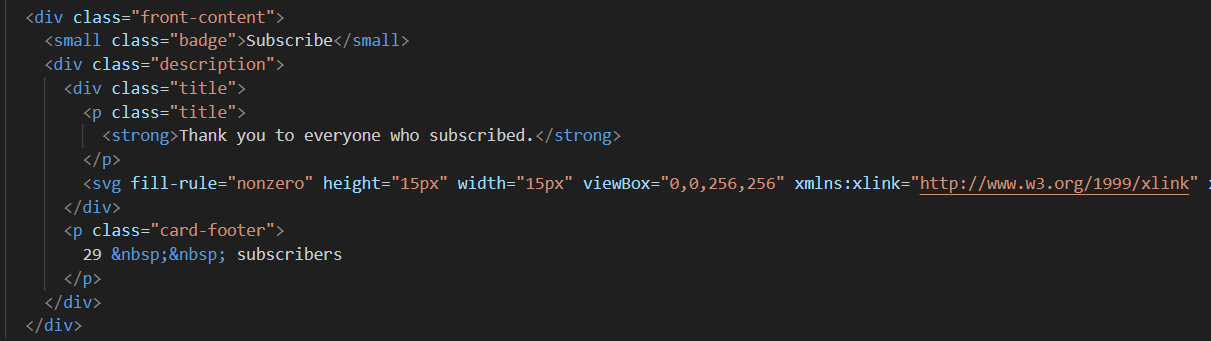 <div class="front-content">
<small class="badge">Subscribe</small>
<div class="description">
<div class="title">
<p class="title">
<strong>Thank you to everyone who subscribed.</strong>
</p>
<svg fill-rule="nonzero" height="15px" width="15px" viewBox="0,0,256,256" xmlns:xlink="http://www.w3.org/1999/xlink"
</div>
<p class="card-footer">
29 &nbsp;&nbsp; subscribers
</p>
</div>
</div>